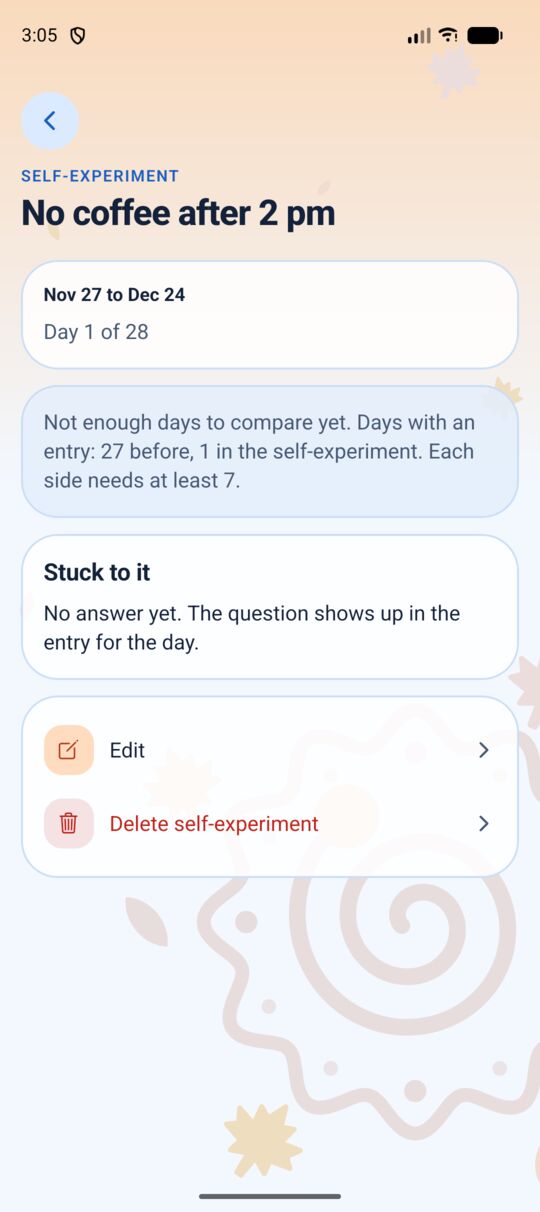 3:05
SELF-EXPERIMENT
No coffee after 2 pm
Nov 27 to Dec 24
Day 1 of 28
Not enough days to compare yet. Days with an
entry: 27 before, 1 in the self-experiment. Each
side needs at least 7.
Stuck to it
No answer yet. The question shows up in the
entry for the day.
Edit
Delete self-experiment